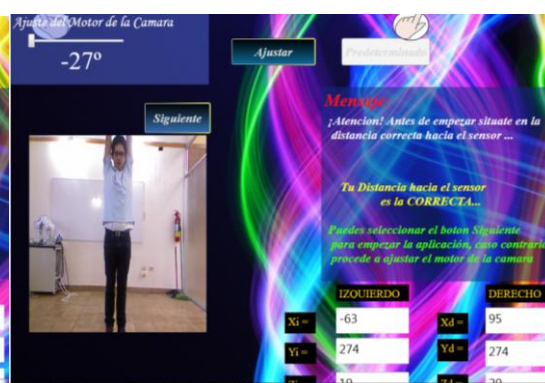 Ajuste del Motor de la Camara
-27º
Ajustar
Predeterminado
Siguiente
Mensaje:
¡Atencion! Antes de empezar situate en la
distancia correcta hacia el sensor ...
Tu Distancia hacia el sensor
es la CORRECTA...
Puedes seleccionar el boton Siguiente
para empezar la aplicación, caso contrario
procede a ajustar el motor de la camara
IZQUIERDO
DERECHO
Xi = -63
Xd = 95
Yi = 274
Yd = 274